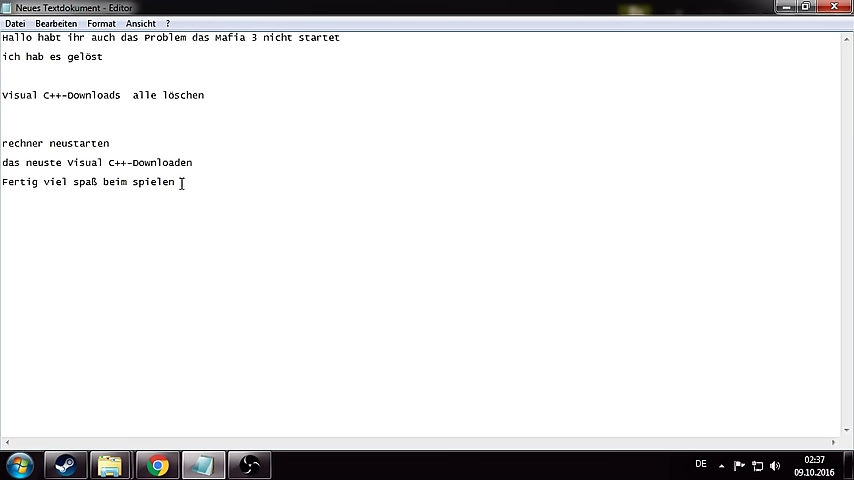 Neues Textdokument - Editor
Datei Bearbeiten Format Ansicht ?
Hallo habt ihr auch das Problem das Mafia 3 nicht startet
ich hab es gelöst
Visual C++-Downloads  alle löschen
rechner neustarten
das neuste Visual C++-Downloaden
Fertig viel spaß beim spielen
DE
02:37
09.10.2016